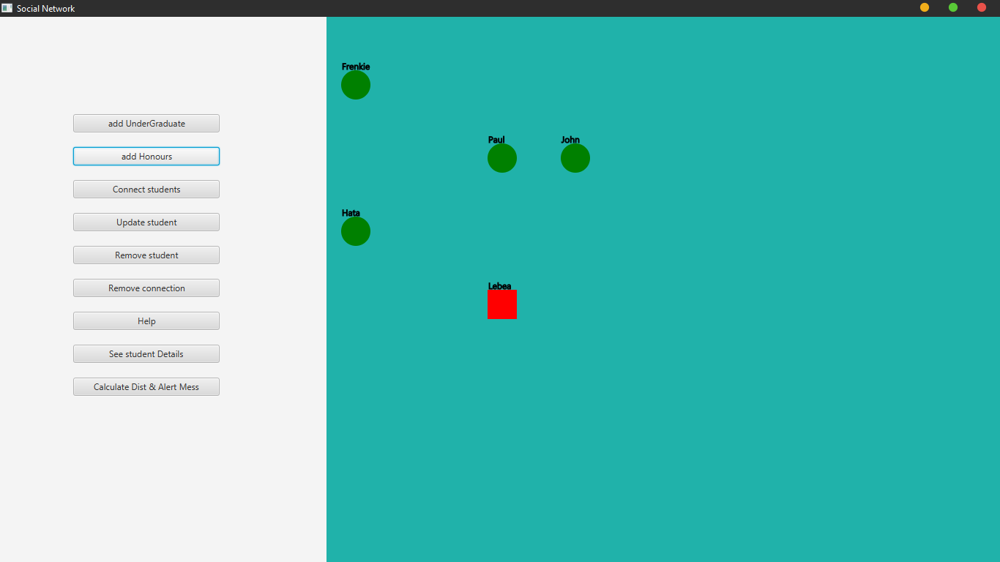 Social Network
add UnderGraduate
add Honours
Connect students
Update student
Remove student
Remove connection
Help
See student Details
Calculate Dist & Alert Mess
Frenkie
Paul
John
Hata
Lebea